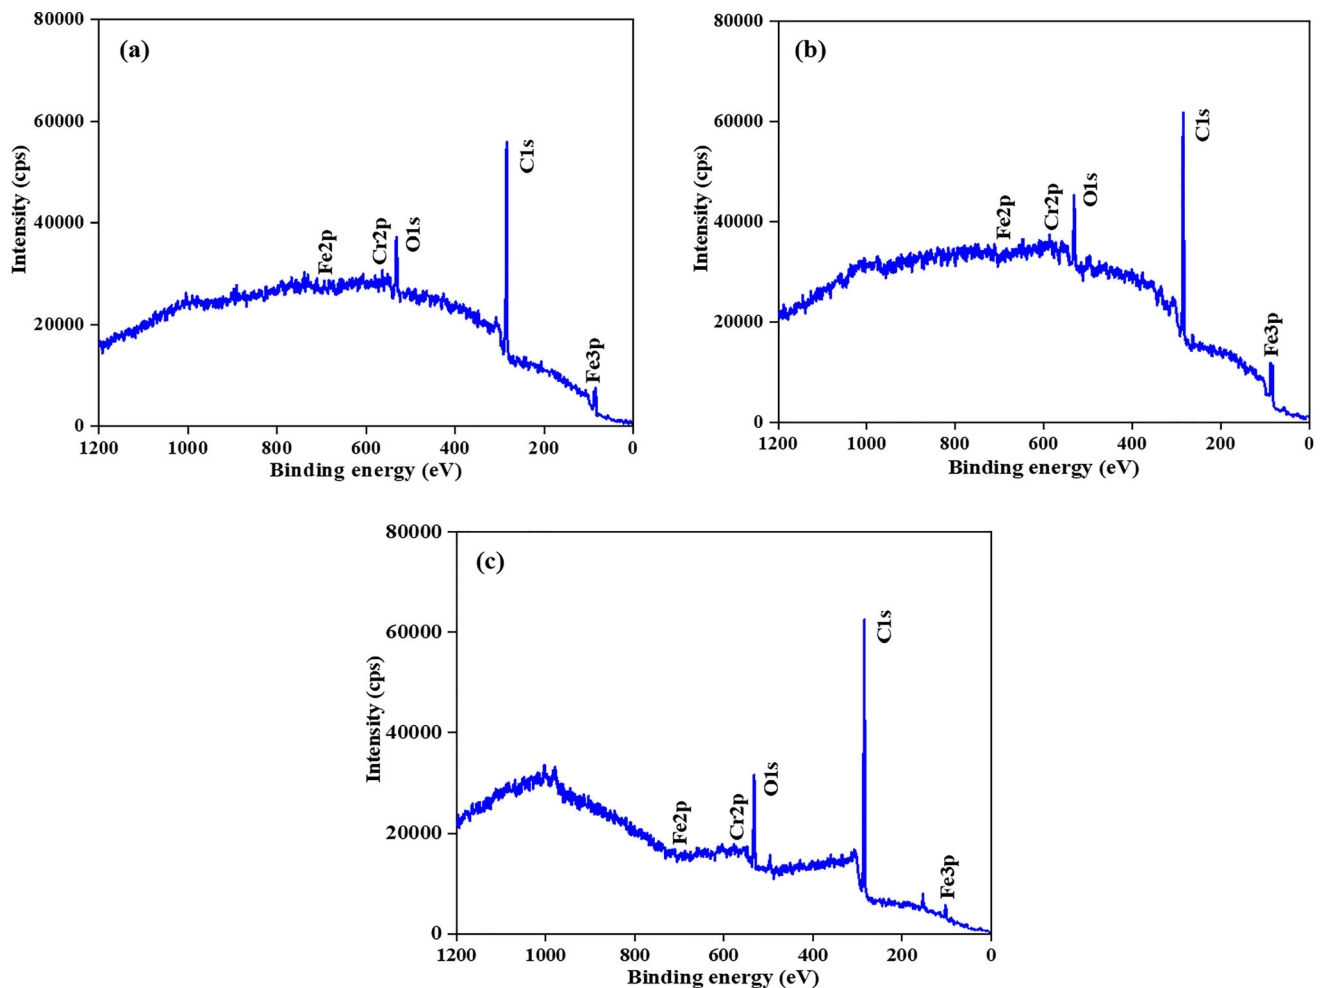 (a)
80000
60000
40000
20000
0
Intensity (cps)
Fe2p
Cr2p
O1s
C1s
Fe3p
1200 1000 800 600 400 200 0
Binding energy (eV)
(b)
80000
60000
40000
20000
0
Intensity (cps)
Fe2p
Cr2p
O1s
C1s
Fe3p
1200 1000 800 600 400 200 0
Binding energy (eV)
(c)
80000
60000
40000
20000
0
Intensity (cps)
Fe2p
Cr2p
O1s
C1s
Fe3p
1200 1000 800 600 400 200 0
Binding energy (eV)